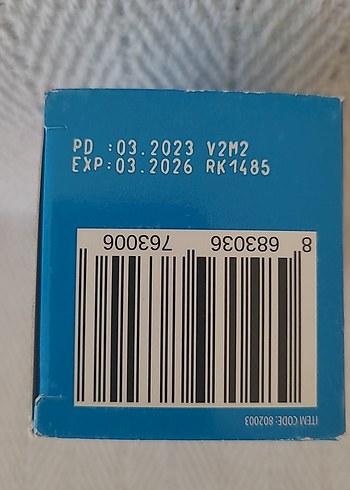 PD :03.2023 V2M2
EXP:03.2026 RK1485
8 683036 763006
ITEM CODE: 802003